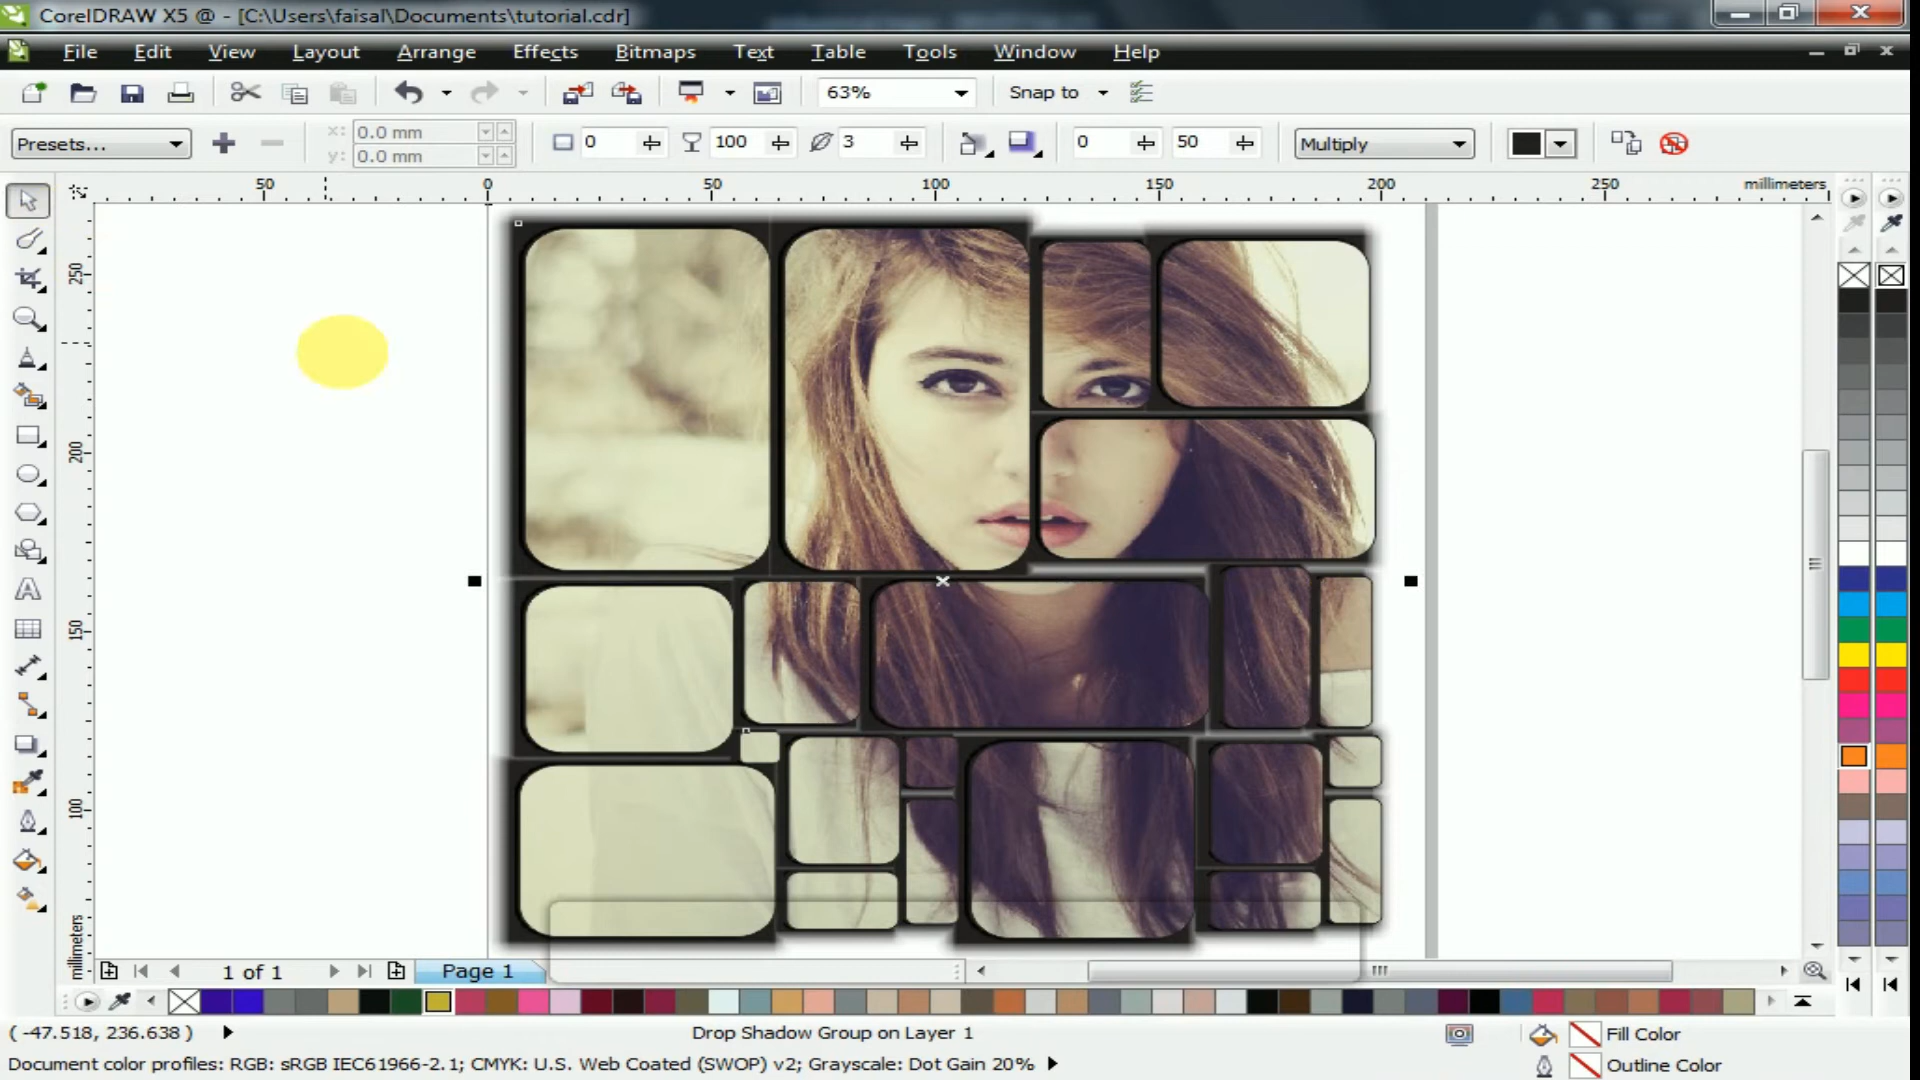 CorelDRAW X5 @ - [C:\Users\faisal\Documents\tutorial.cdr]
File Edit View Layout Arrange Effects Bitmaps Text Table Tools Window Help
63% Snap to
Presets... x: 0.0 mm y: 0.0 mm 0 100 3 0 50 Multiply
50 0 50 100 150 200 250 millimeters
250
200
150
100
millimeters
1 of 1 Page 1
( -47.518, 236.638 ) Drop Shadow Group on Layer 1 Fill Color
Document color profiles: RGB: sRGB IEC61966-2.1; CMYK: U.S. Web Coated (SWOP) v2; Grayscale: Dot Gain 20% Outline Color